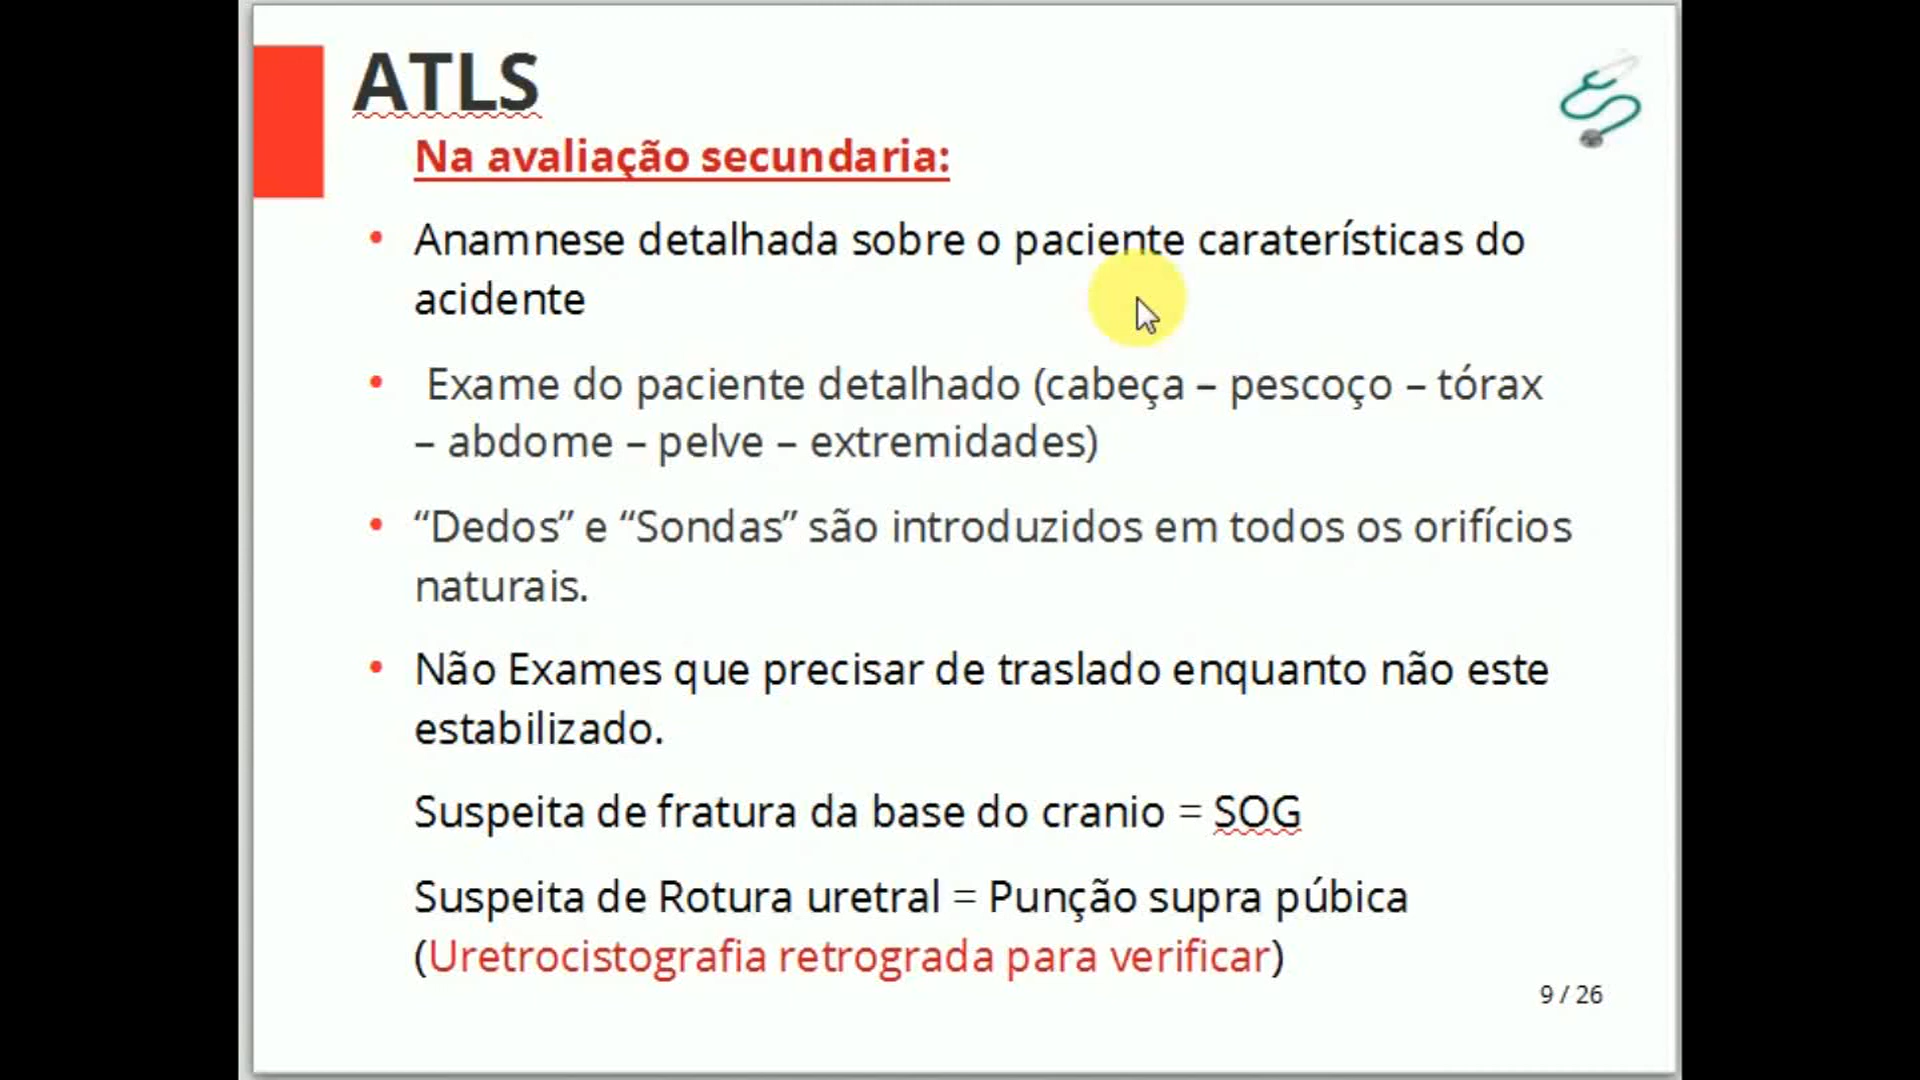 ATLS
Na avaliação secundaria:
• Anamnese detalhada sobre o paciente caraterísticas do
acidente
• Exame do paciente detalhado (cabeça – pescoço – tórax
– abdome – pelve – extremidades)
• “Dedos” e “Sondas” são introduzidos em todos os orifícios
naturais.
• Não Exames que precisar de traslado enquanto não este
estabilizado.
Suspeita de fratura da base do cranio = SOG
Suspeita de Rotura uretral = Punção supra púbica
(Uretrocistografia retrograda para verificar)
9 / 26